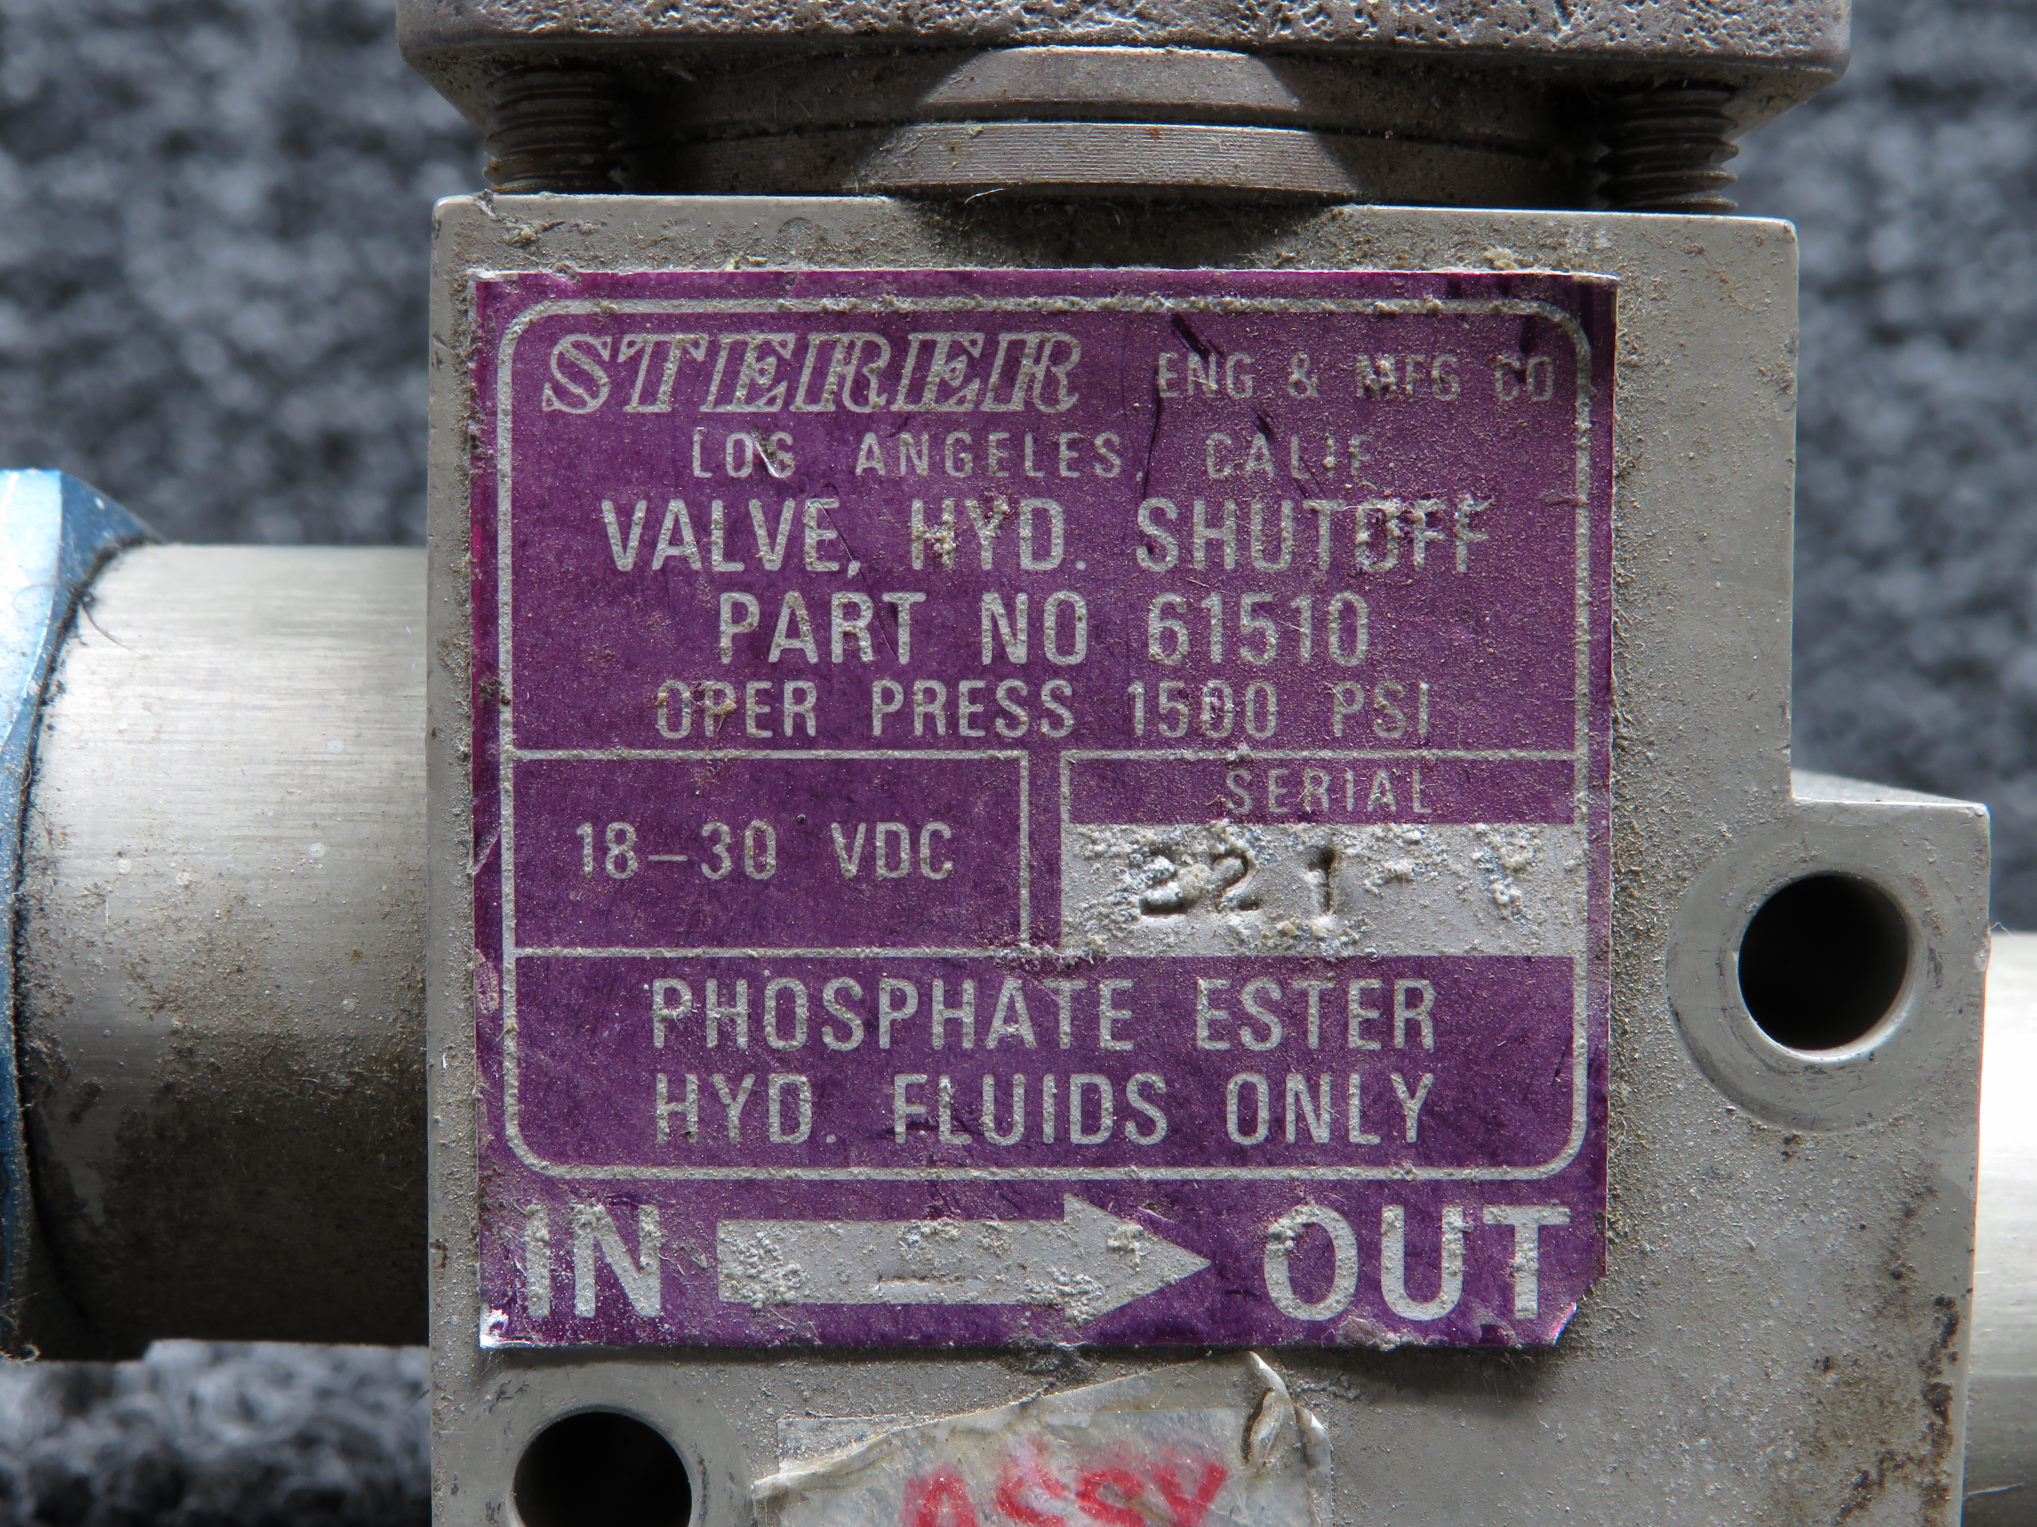 STERER ENG & MFG CO
LOS ANGELES, CALIF
VALVE, HYD. SHUTOFF
PART NO 61510
OPER PRESS 1500 PSI
18-30 VDC
SERIAL
PHOSPHATE ESTER
HYD. FLUIDS ONLY
IN OUT
ASSY